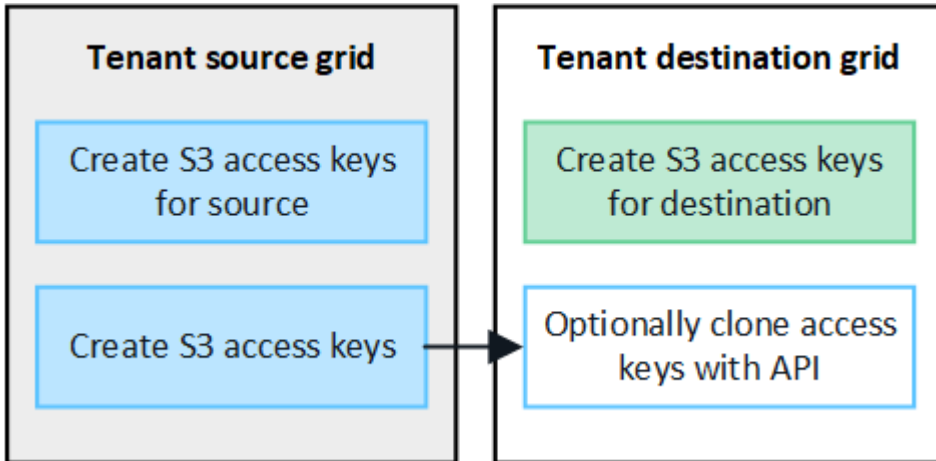 Tenant source grid
Create S3 access keys
for source
Create S3 access keys
Tenant destination grid
Create S3 access keys
for destination
Optionally clone access
keys with API